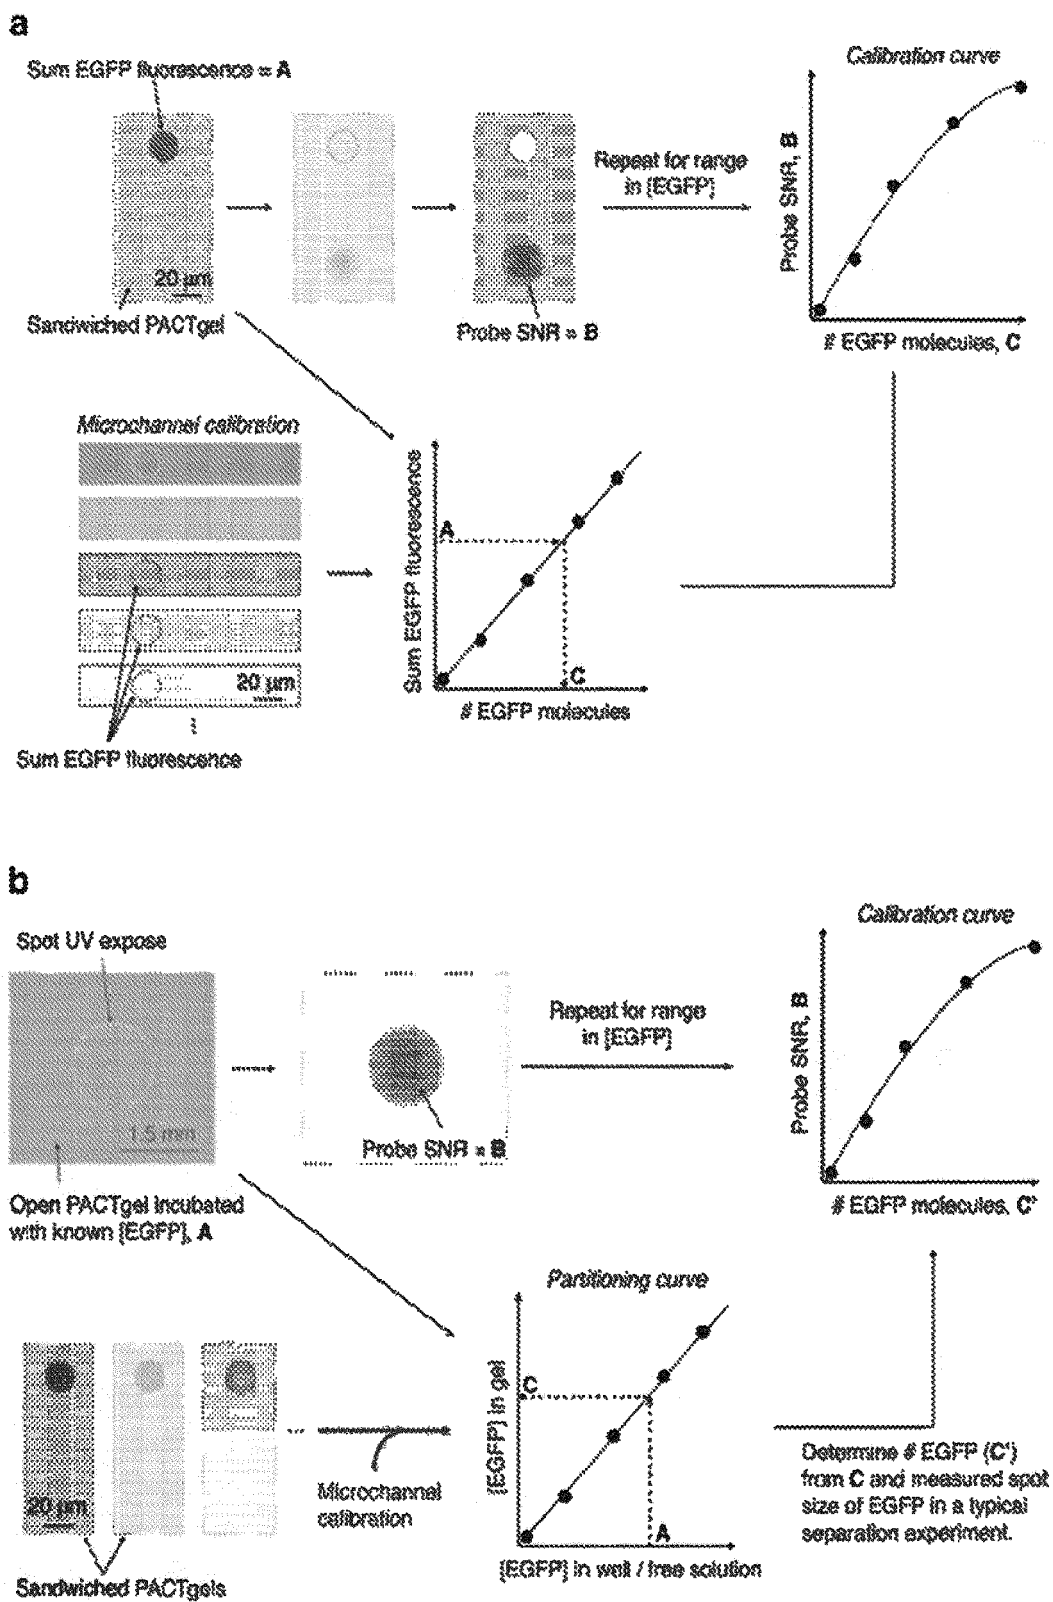 a
Sum EGFP fluorescence = A
Calibration curve
Probe SNR, B
Repeat for range
in [EGFP]
20 µm
Sandwiched PACTgel
Probe SNR = B
# EGFP molecules, C
Microchannel calibration
Sum EGFP fluorescence
A
C
20 µm
# EGFP molecules
Sum EGFP fluorescence
b
Calibration curve
Spot UV expose
Probe SNR, B
Repeat for range
in [EGFP]
1.5 mm
Probe SNR = B
Open PACTgel incubated
with known [EGFP], A
# EGFP molecules, C'
Partitioning curve
[EGFP] in gel
C
Determine # EGFP (C')
from C and measured spot
size of EGFP in a typical
separation experiment.
Microchannel
calibration
20 µm
A
[EGFP] in well / free solution
Sandwiched PACTgels